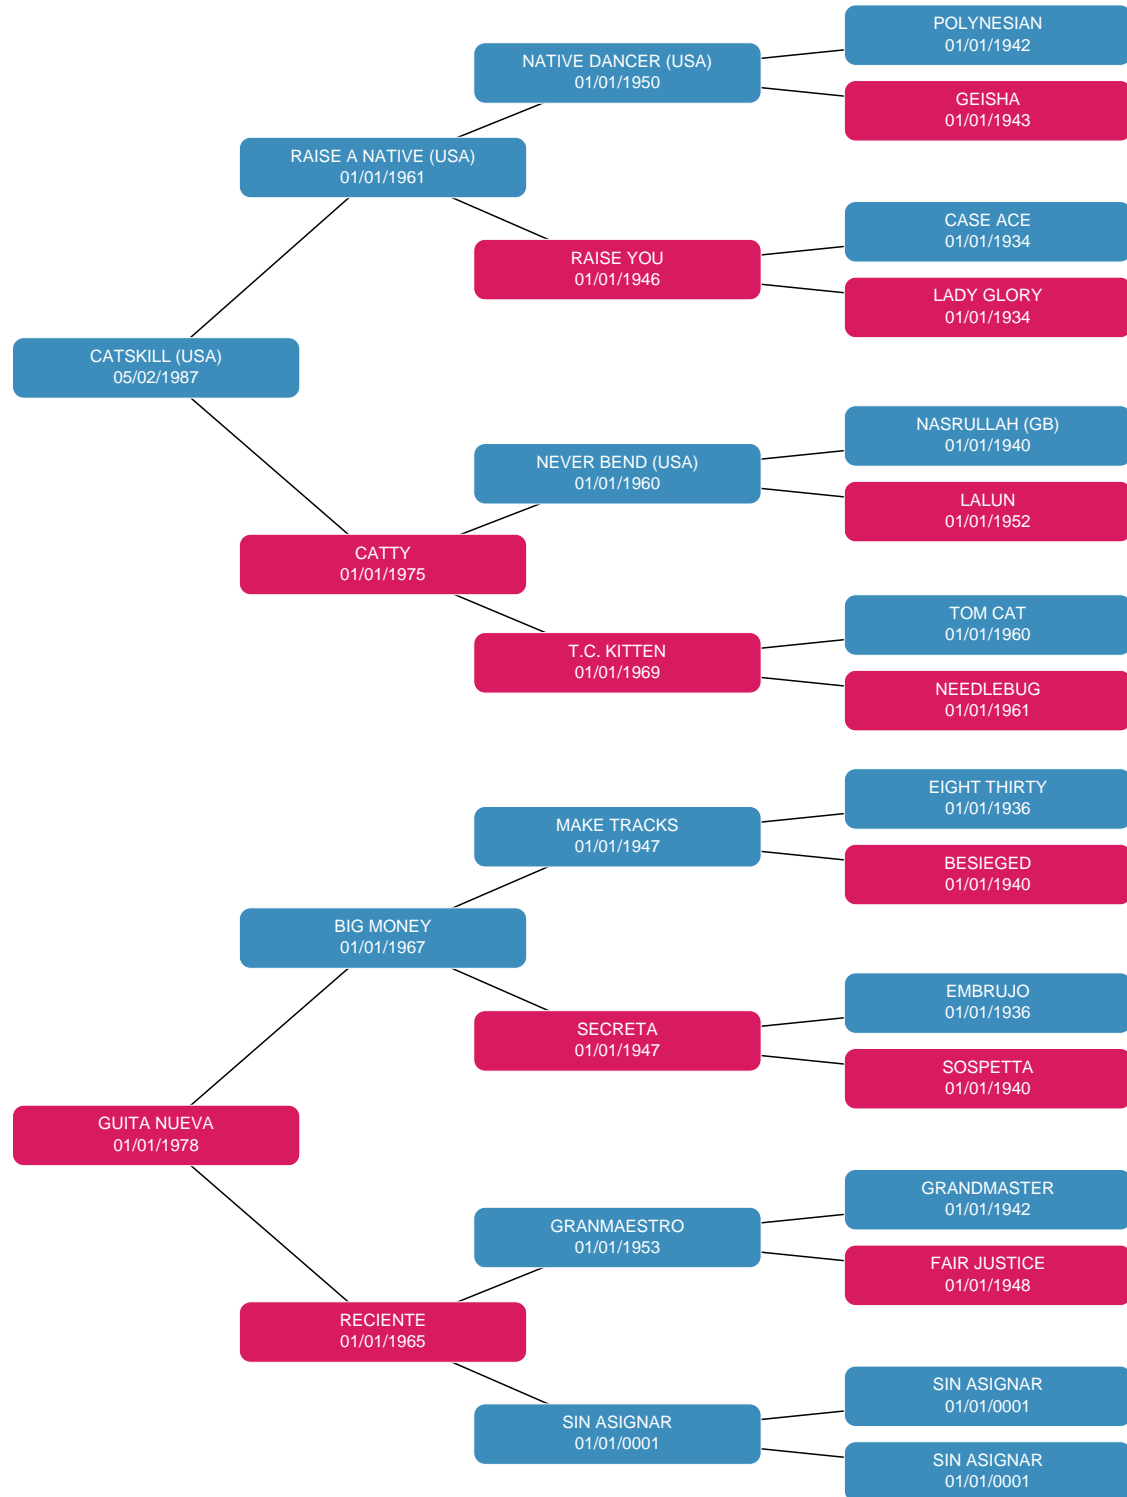 POLYNESIAN
01/01/1942
NATIVE DANCER (USA)
01/01/1950
GEISHA
01/01/1943
RAISE A NATIVE (USA)
01/01/1961
CASE ACE
01/01/1934
RAISE YOU
01/01/1946
LADY GLORY
01/01/1934
CATSKILL (USA)
05/02/1987
NASRULLAH (GB)
01/01/1940
NEVER BEND (USA)
01/01/1960
LALUN
01/01/1952
CATTY
01/01/1975
TOM CAT
01/01/1960
T.C. KITTEN
01/01/1969
NEEDLEBUG
01/01/1961
EIGHT THIRTY
01/01/1936
MAKE TRACKS
01/01/1947
BESIEGED
01/01/1940
BIG MONEY
01/01/1967
EMBRUJO
01/01/1936
SECRETA
01/01/1947
SOSPETTA
01/01/1940
GUITA NUEVA
01/01/1978
GRANDMASTER
01/01/1942
GRANMAESTRO
01/01/1953
FAIR JUSTICE
01/01/1948
RECIENTE
01/01/1965
SIN ASIGNAR
01/01/0001
SIN ASIGNAR
01/01/0001
SIN ASIGNAR
01/01/0001